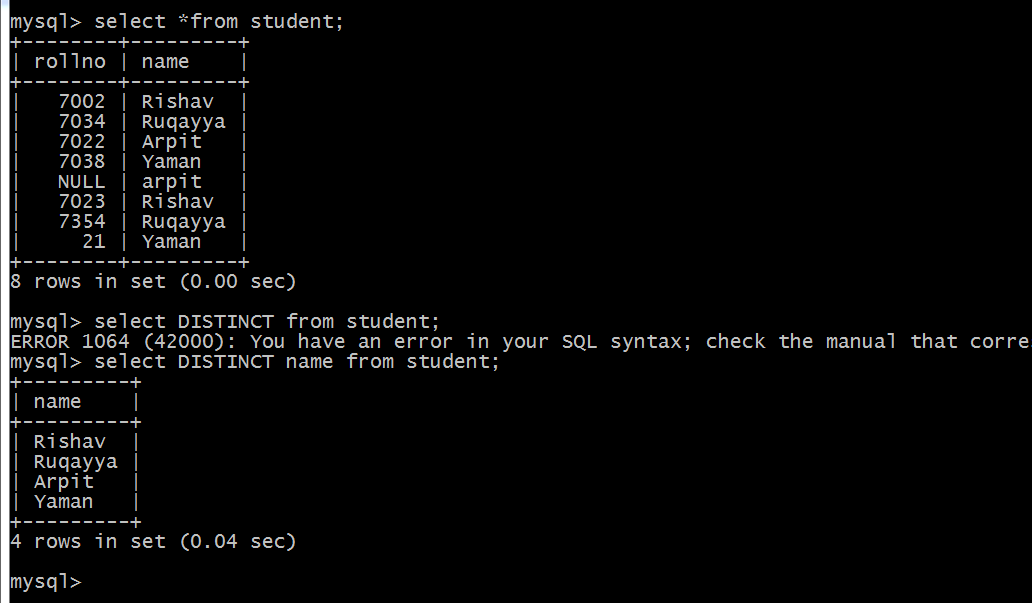 mysql> select *from student;
+--------+---------+
| rollno | name    |
+--------+---------+
|   7002 | Rishav  |
|   7034 | Ruqayya |
|   7022 | Arpit   |
|   7038 | Yaman   |
|   NULL | arpit   |
|   7023 | Rishav  |
|   7354 | Ruqayya |
|     21 | Yaman   |
+--------+---------+
8 rows in set (0.00 sec)
mysql> select DISTINCT from student;
ERROR 1064 (42000): You have an error in your SQL syntax; check the manual that corre
mysql> select DISTINCT name from student;
+---------+
| name    |
+---------+
| Rishav  |
| Ruqayya |
| Arpit   |
| Yaman   |
+---------+
4 rows in set (0.04 sec)
mysql>